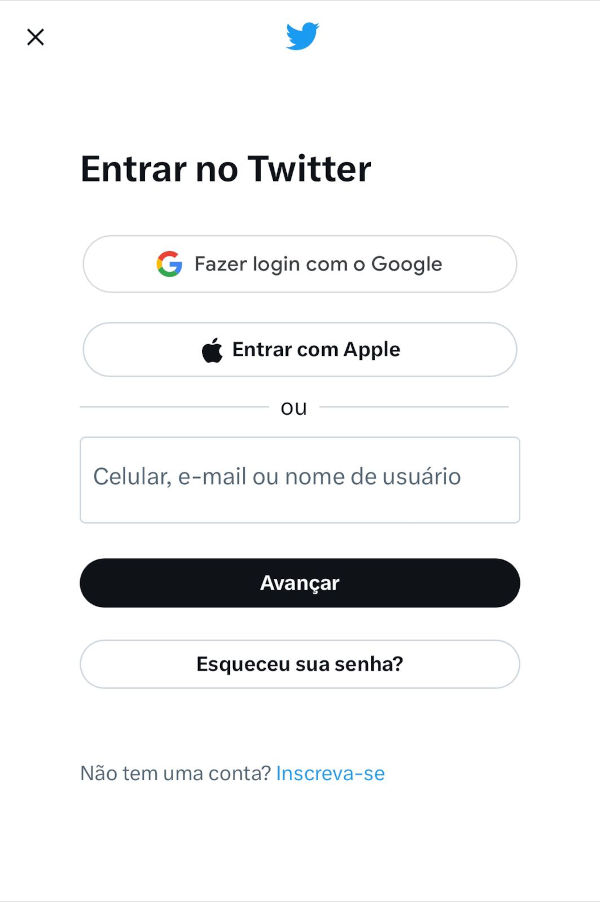 Entrar no Twitter
Fazer login com o Google
Entrar com Apple
ou
Celular, e-mail ou nome de usuário
Avançar
Esqueceu sua senha?
Não tem uma conta? Inscreva-se